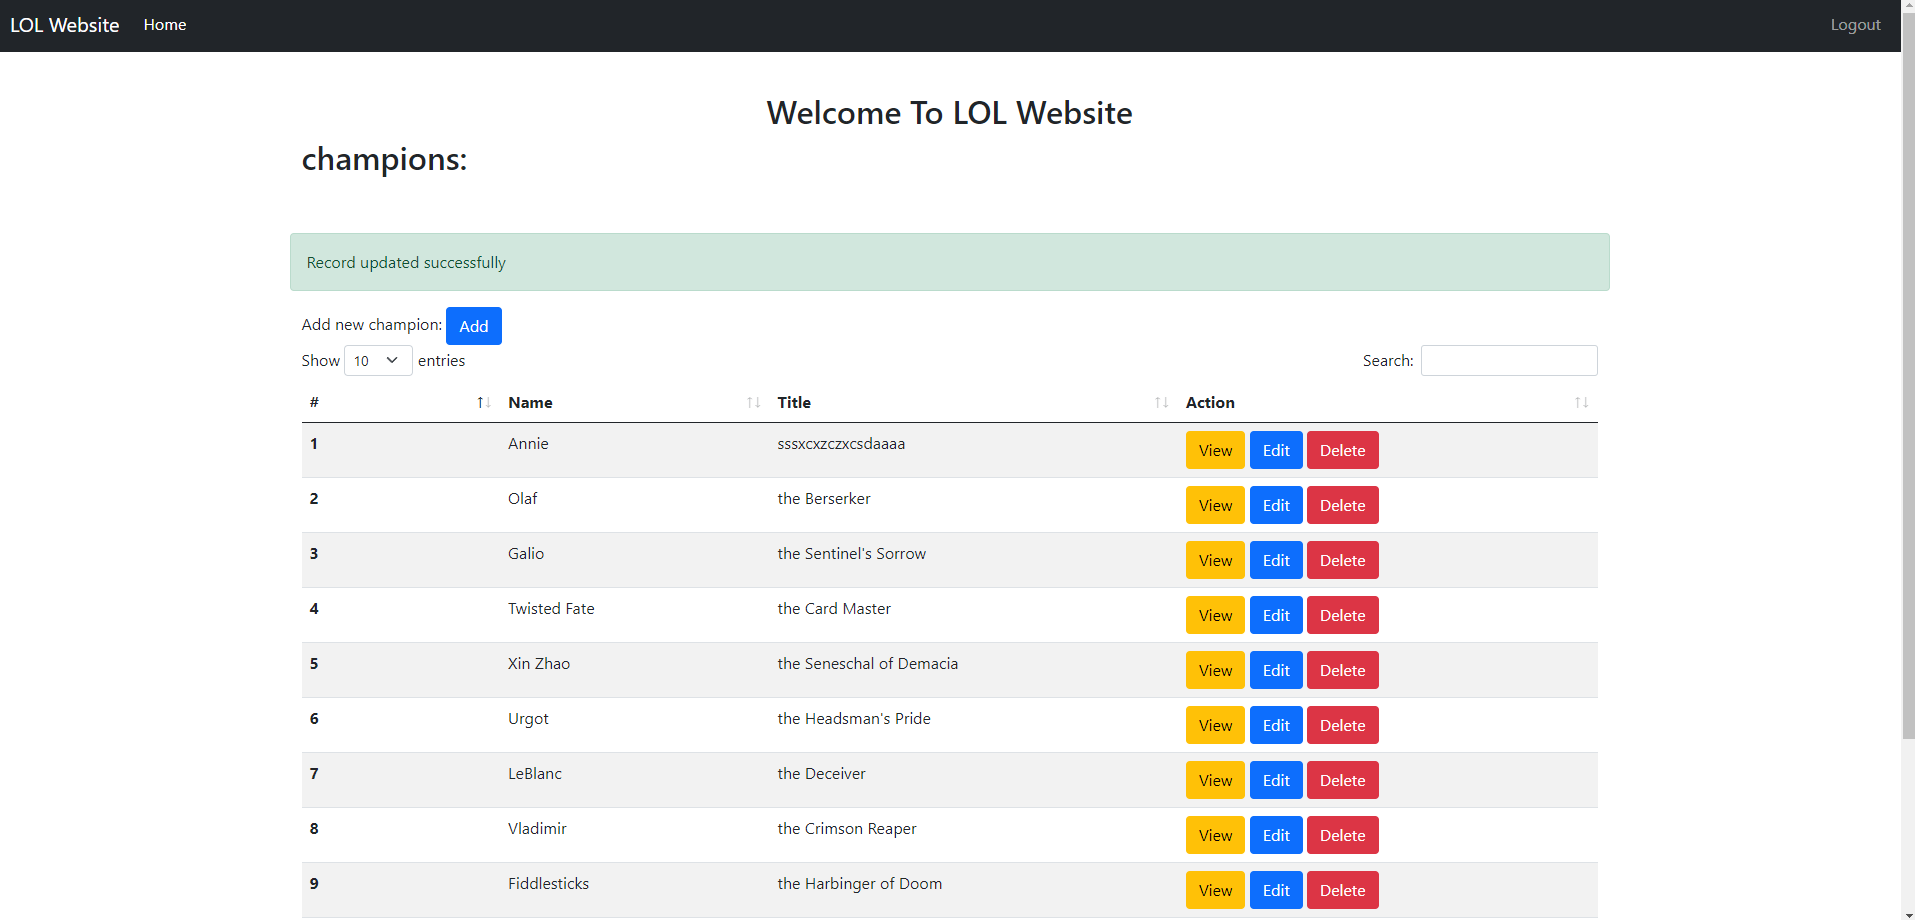 LOL Website Home Logout
Welcome To LOL Website
champions:
Record updated successfully
Add new champion: Add
Show 10 entries Search:
# Name Title Action
1 Annie sssxcxzczxcsdaaaa View Edit Delete
2 Olaf the Berserker View Edit Delete
3 Galio the Sentinel's Sorrow View Edit Delete
4 Twisted Fate the Card Master View Edit Delete
5 Xin Zhao the Seneschal of Demacia View Edit Delete
6 Urgot the Headsman's Pride View Edit Delete
7 LeBlanc the Deceiver View Edit Delete
8 Vladimir the Crimson Reaper View Edit Delete
9 Fiddlesticks the Harbinger of Doom View Edit Delete